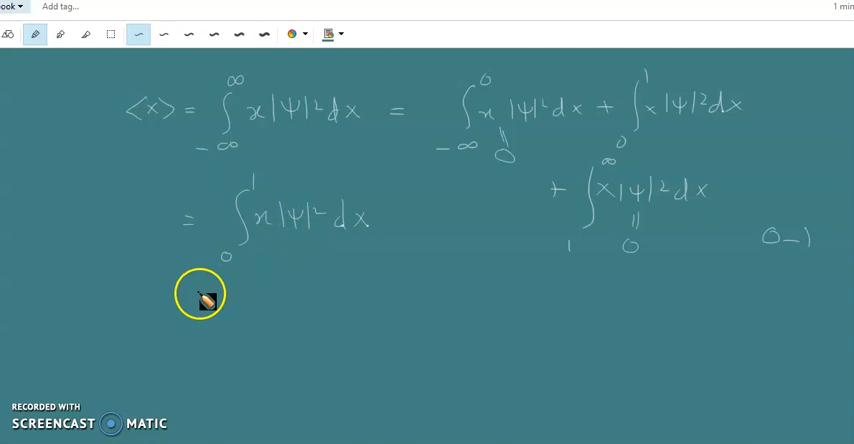 ook Add tag... 1 min
<x> = ∫_{-∞}^{∞} x|Ψ|² dx = ∫_{-∞}^{0} x |Ψ|² dx + ∫_{0}^{1} x|Ψ|² dx
|| 0
= ∫_{0}^{1} x|Ψ|² dx + ∫_{1}^{∞} x|Ψ|² dx
|| 0 0-1
RECORDED WITH
SCREENCAST MATIC